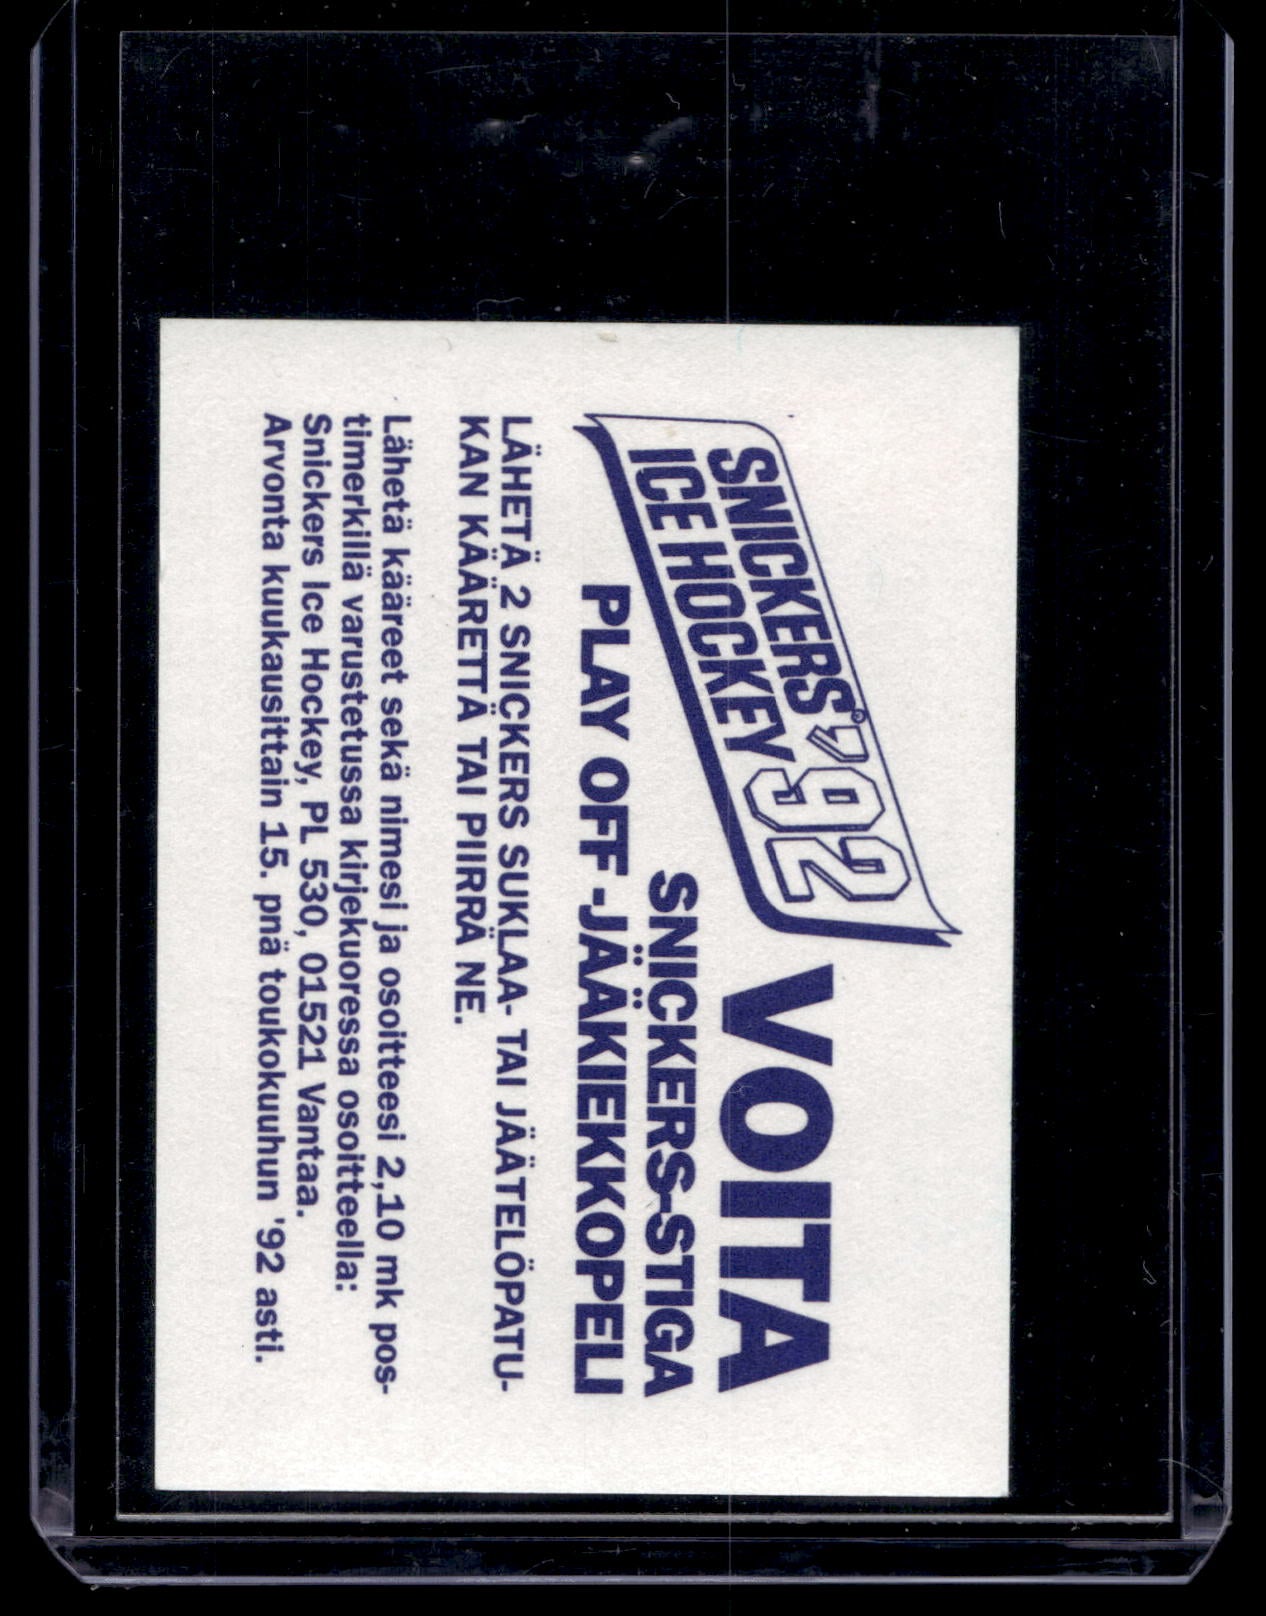 SNICKERS® '92
ICE HOCKEY
VOITA
SNICKERS-STIGA
PLAY OFF -JÄÄKIEKKOPELI
LÄHETÄ 2 SNICKERS SUKLAA- TAI JÄÄTELÖPATU-
KAN KÄÄRETTÄ TAI PIIRRÄ NE.
Lähetä kääreet sekä nimesi ja osoitteesi 2,10 mk pos-
timerkillä varustetussa kirjekuoressa osoitteella:
Snickers Ice Hockey, PL 530, 01521 Vantaa.
Arvonta kuukausittain 15. pnä toukokuuhun '92 asti.